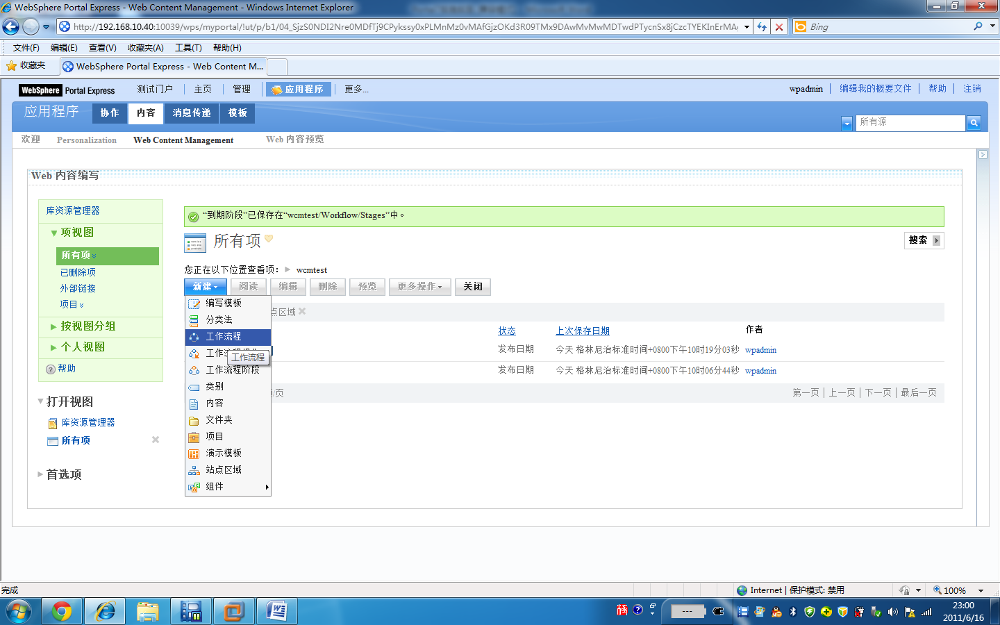 WebSphere Portal Express - Web Content Management - Windows Internet Explorer
http://192.168.10.40:10039/wps/myportal/!ut/p/b1/04_SjzS0NDI2Nre0MDfTj9CPykssy0xPLMnMz0vMAfGjzOKd3R09TMx9DAwMvMwMDTwdPTycnSx8jCzcTYEKInErMA
Bing
文件(F) 编辑(E) 查看(V) 收藏夹(A) 工具(T) 帮助(H)
收藏夹 WebSphere Portal Express - Web Content M...
WebSphere Portal Express 测试门户 主页 管理 应用程序 更多... wpadmin 编辑我的概要文件 帮助 注销
应用程序 协作 内容 消息传递 模板
所有源
欢迎 Personalization Web Content Management Web 内容预览
Web 内容编写
库资源管理器
项视图
所有项
已删除项
外部链接
项目
按视图分组
个人视图
帮助
打开视图
库资源管理器
所有项
首选项
“到期阶段”已保存在“wcmtest/Workflow/Stages”中。
所有项
搜索
您正在以下位置查看项： wcmtest
新建 阅读 编辑 删除 预览 更多操作 关闭
点区域
状态 上次保存日期 作者
发布日期 今天 格林尼治标准时间+0800下午10时19分03秒 wpadmin
发布日期 今天 格林尼治标准时间+0800下午10时06分44秒 wpadmin
/页 第一页 上一页 下一页 最后一页
编写模板
分类法
工作流程
工作流程
工作流程
工作流程阶段
类别
内容
文件夹
项目
演示模板
站点区域
组件
完成 Internet | 保护模式: 禁用 100%
---
23:00
2011/6/16